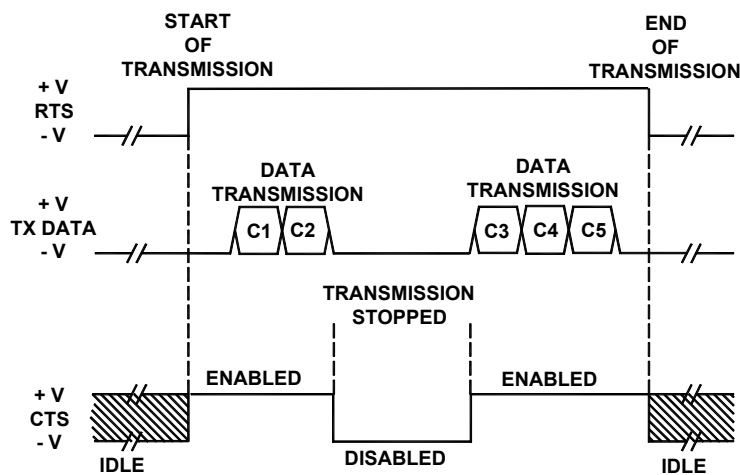 START
OF
TRANSMISSION
END
OF
TRANSMISSION
+ V
RTS
- V
DATA
TRANSMISSION
DATA
TRANSMISSION
+ V
TX DATA
- V
C1 C2 C3 C4 C5
TRANSMISSION
STOPPED
ENABLED ENABLED
+ V
CTS
- V
IDLE DISABLED IDLE